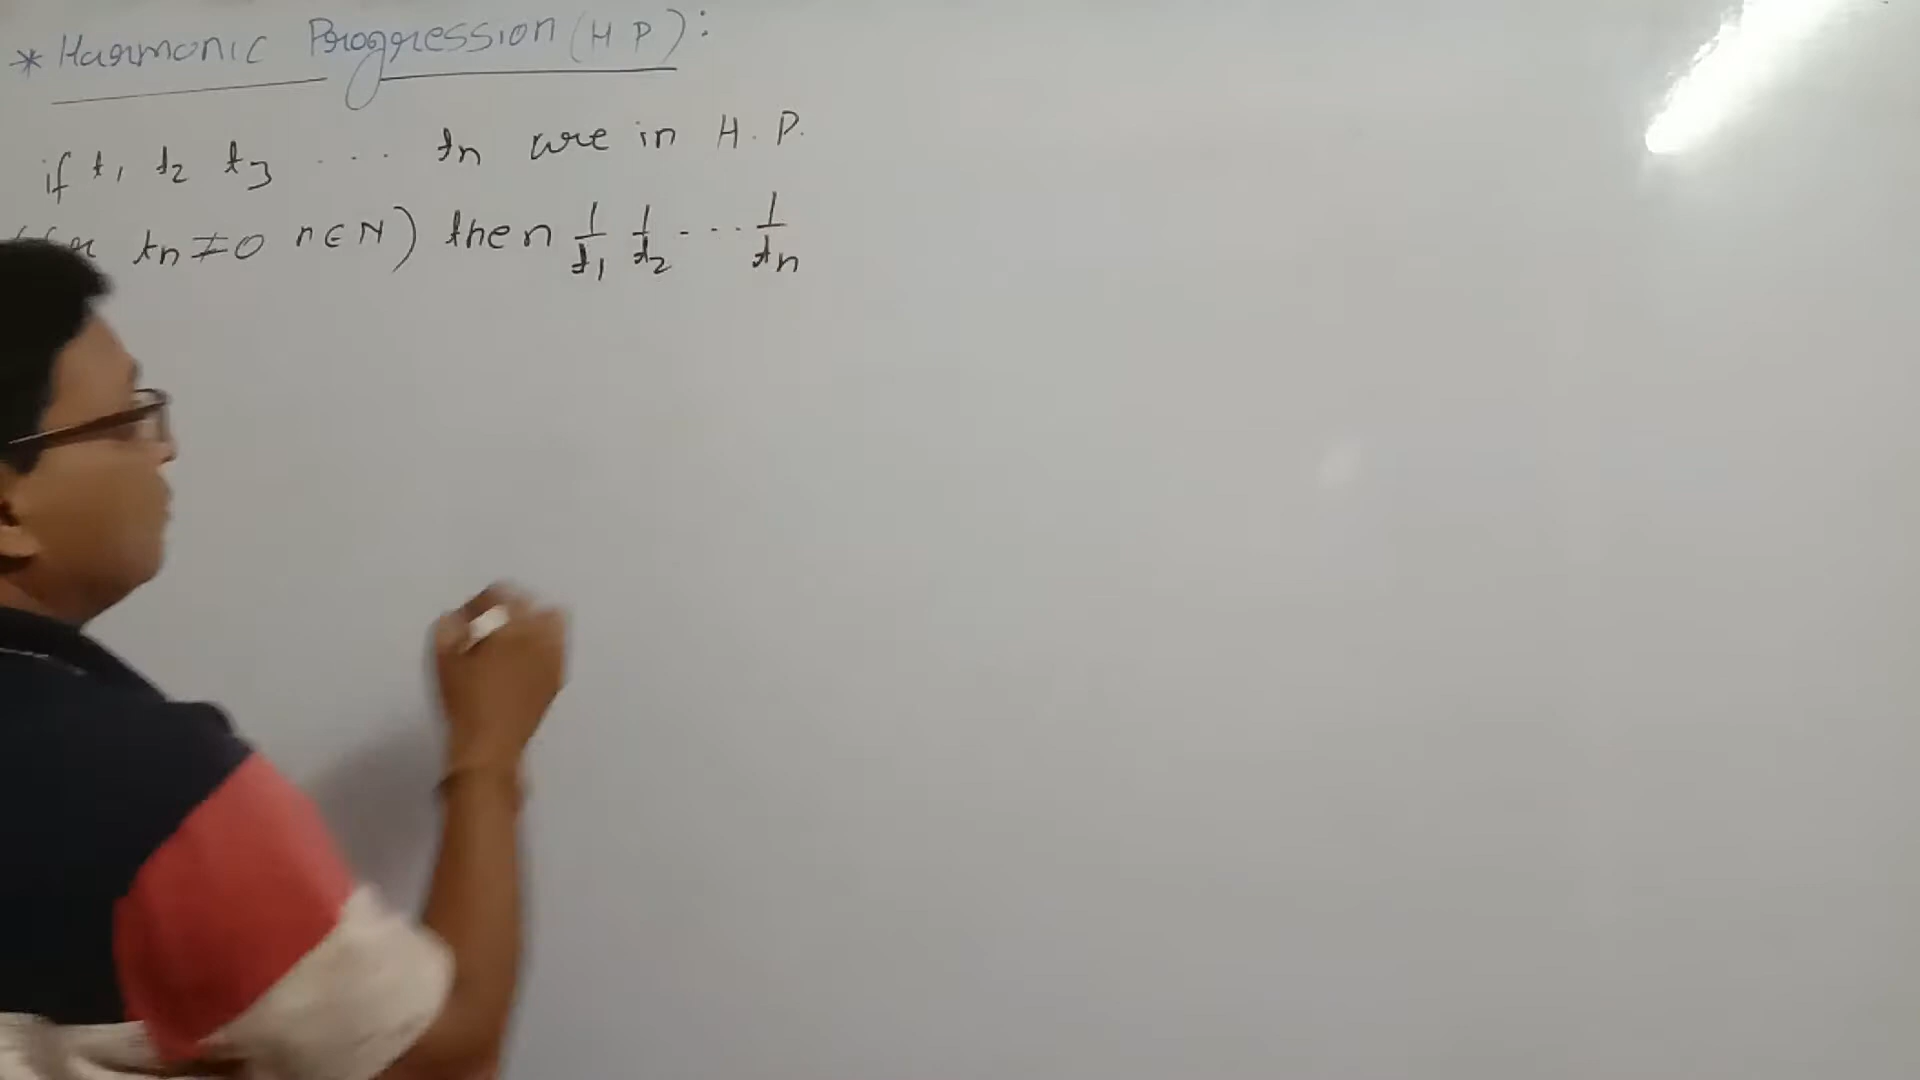 * Harmonic Progression (H P) :
if t₁ t₂ t₃ ... tₙ are in H. P.
tₙ ≠ 0 n ∈ N) then 1/t₁ 1/t₂ ... 1/tₙ